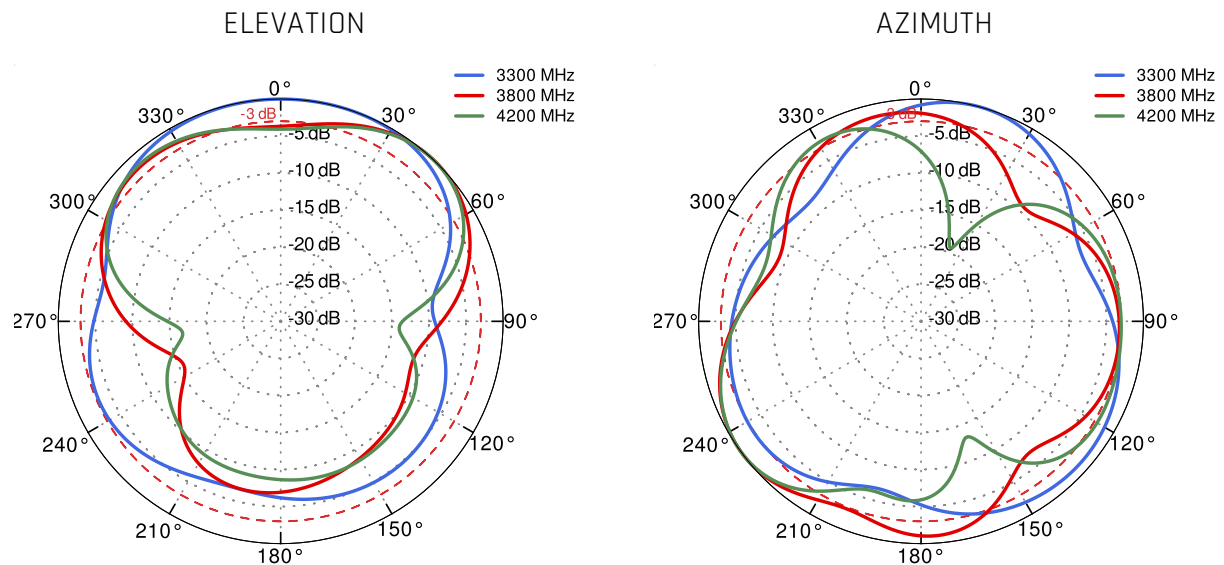 ELEVATION
3300 MHz
3800 MHz
4200 MHz
0°
30°
60°
90°
120°
150°
180°
210°
240°
270°
300°
330°
-3 dB
-5 dB
-10 dB
-15 dB
-20 dB
-25 dB
-30 dB
AZIMUTH
3300 MHz
3800 MHz
4200 MHz
0°
30°
60°
90°
120°
150°
180°
210°
240°
270°
300°
330°
-3 dB
-5 dB
-10 dB
-15 dB
-20 dB
-25 dB
-30 dB